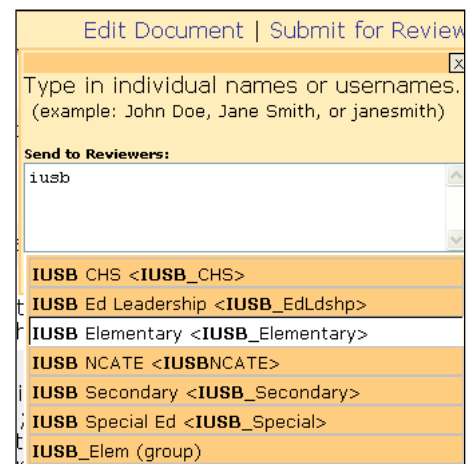 Edit Document | Submit for Review
X
Type in individual names or usernames.
(example: John Doe, Jane Smith, or janesmith)
Send to Reviewers:
iusb
IUSB CHS <IUSB_CHS>
IUSB Ed Leadership <IUSB_EdLdshp>
IUSB Elementary <IUSB_Elementary>
IUSB NCATE <IUSBNCATE>
IUSB Secondary <IUSB_Secondary>
IUSB Special Ed <IUSB_Special>
IUSB_Elem (group)